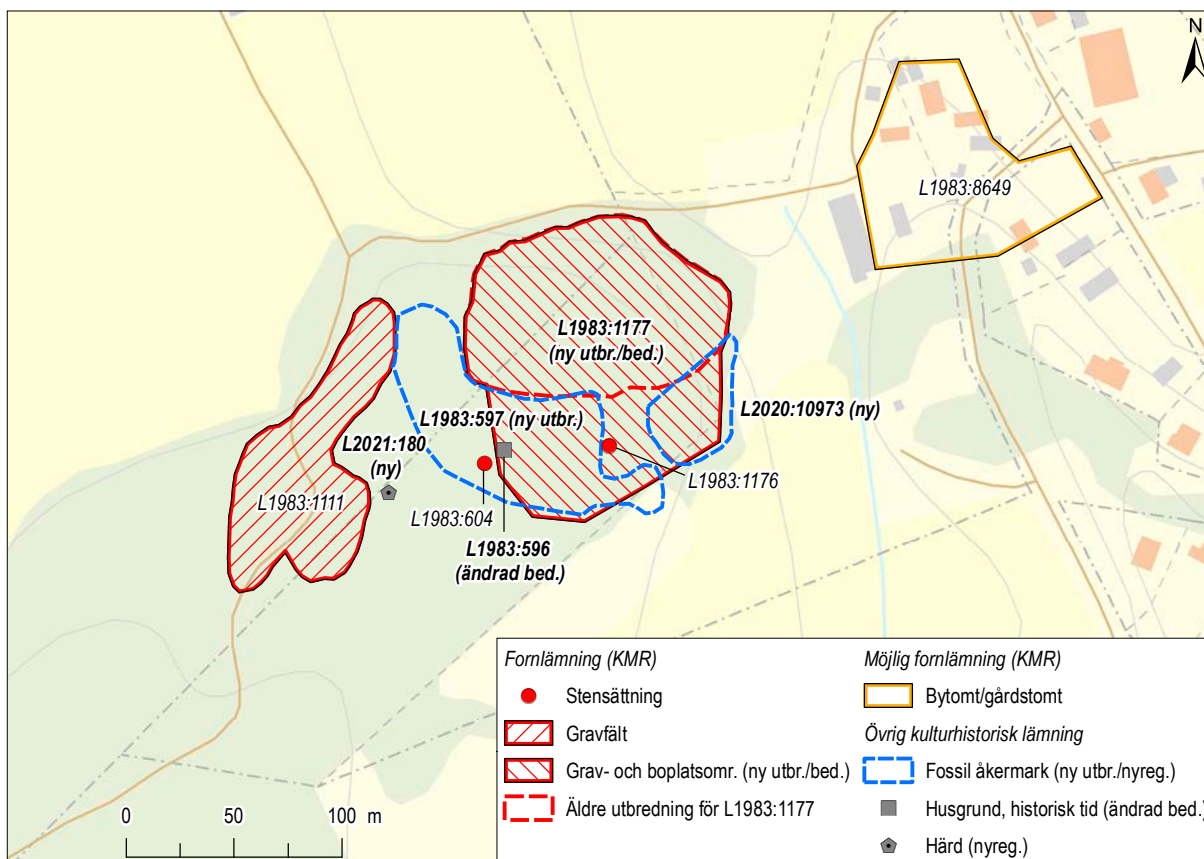 N
L1983:8649
L1983:1177
(ny utbr./bed.)
L2020:10973 (ny)
L1983:597 (ny utbr.)
L2021:180
(ny)
L1983:1176
L1983:1111
L1983:604
L1983:596
(ändrad bed.)
0 50 100 m
Fornlämning (KMR)
Stensättning
Gravfält
Grav- och boplatsomr. (ny utbr./bed.)
Äldre utbredning för L1983:1177
Möjlig fornlämning (KMR)
Bytomt/gårdstomt
Övrig kulturhistorisk lämning
Fossil åkermark (ny utbr./nyreg.)
Husgrund, historisk tid (ändrad bed.)
Härd (nyreg.)